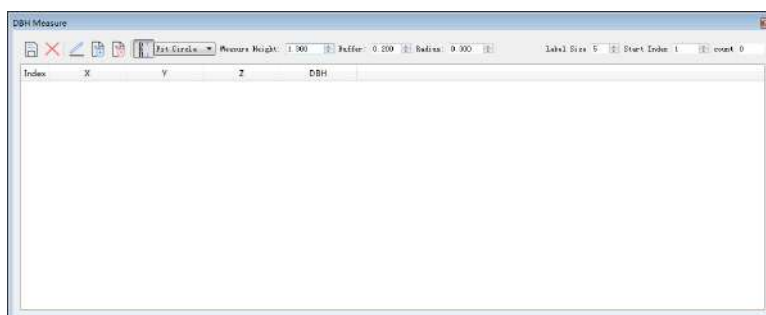 DBH Measure
Fit Circle Measure Height: 1.300 Buffer: 0.200 Radius: 0.300 Label Size 5 Start Index 1 count 0
Index X Y Z DBH